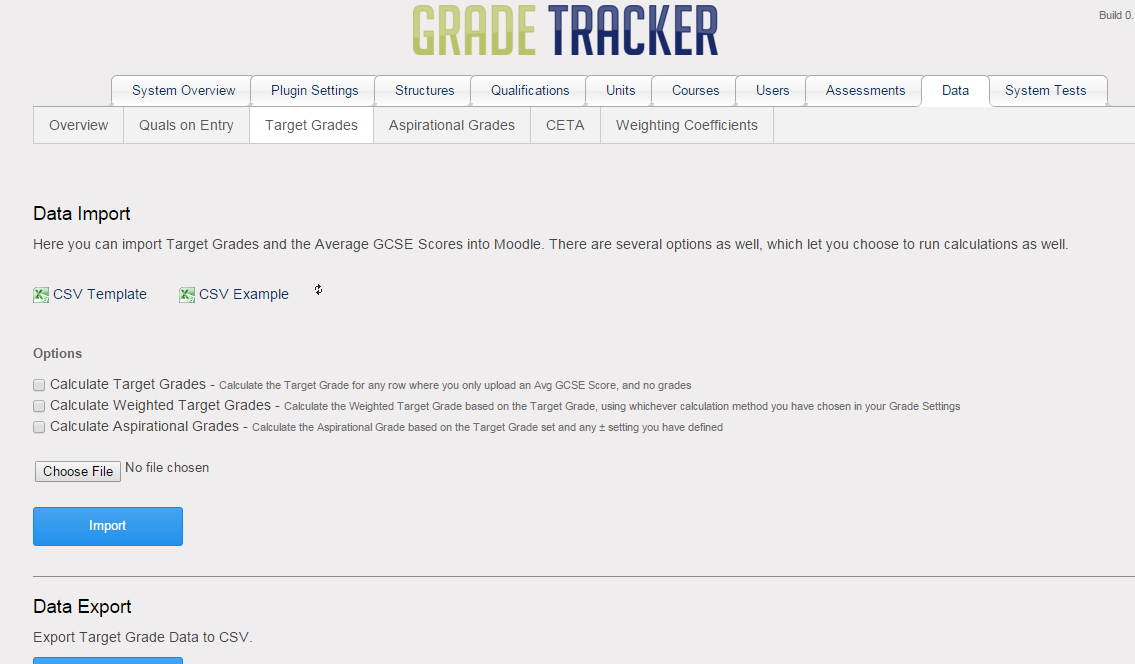 GRADE TRACKER
Build 0.
System Overview Plugin Settings Structures Qualifications Units Courses Users Assessments Data System Tests
Overview Quals on Entry Target Grades Aspirational Grades CETA Weighting Coefficients
Data Import
Here you can import Target Grades and the Average GCSE Scores into Moodle. There are several options as well, which let you choose to run calculations as well.
CSV Template CSV Example
Options
Calculate Target Grades - Calculate the Target Grade for any row where you only upload an Avg GCSE Score, and no grades
Calculate Weighted Target Grades - Calculate the Weighted Target Grade based on the Target Grade, using whichever calculation method you have chosen in your Grade Settings
Calculate Aspirational Grades - Calculate the Aspirational Grade based on the Target Grade set and any ± setting you have defined
Choose File No file chosen
Import
Data Export
Export Target Grade Data to CSV.